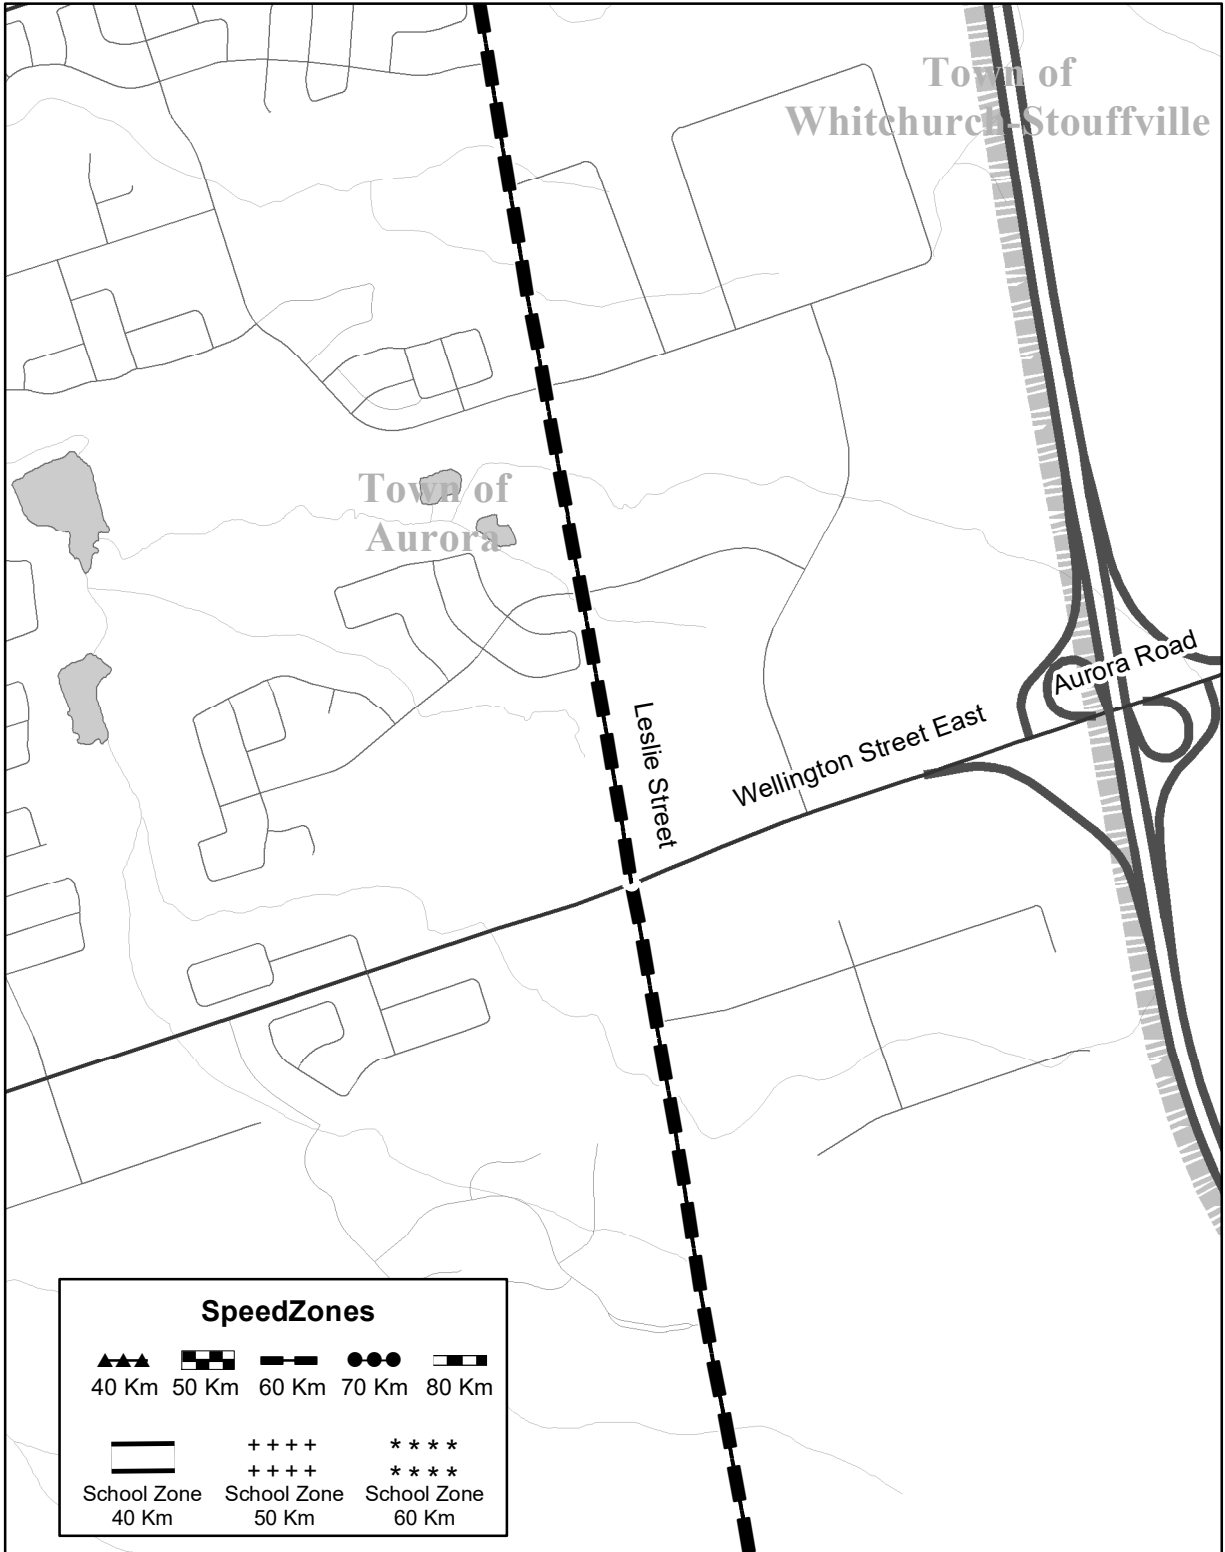 Town of
Whitchurch-Stouffville
Town of
Aurora
Aurora Road
Leslie Street
Wellington Street East
SpeedZones
40 Km 50 Km 60 Km 70 Km 80 Km
++++ ****
++++ ****
School Zone School Zone School Zone
40 Km 50 Km 60 Km